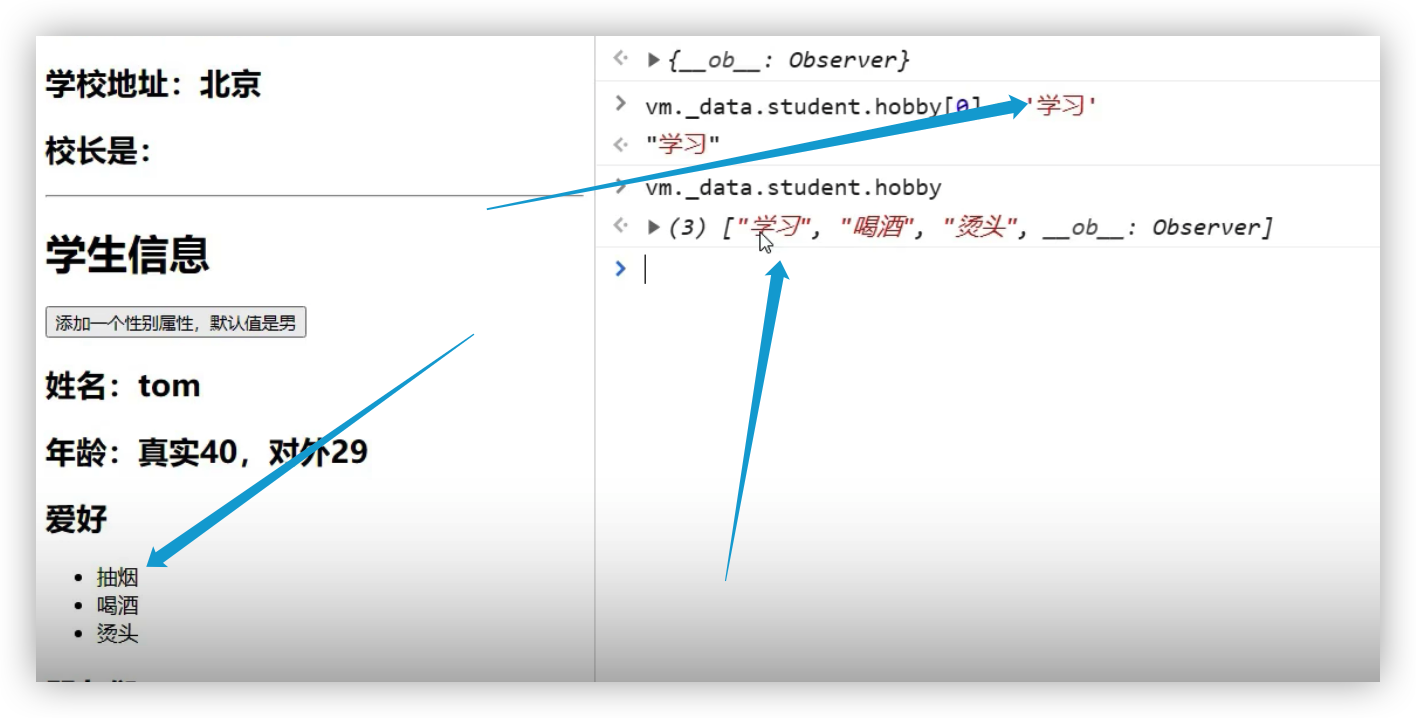 学校地址：北京
校长是：
学生信息
添加一个性别属性，默认值是男
姓名：tom
年龄：真实40，对外29
爱好
抽烟
喝酒
烫头
{__ob__: Observer}
vm._data.student.hobby[0] '学习'
"学习"
vm._data.student.hobby
(3) ["学习", "喝酒", "烫头", __ob__: Observer]